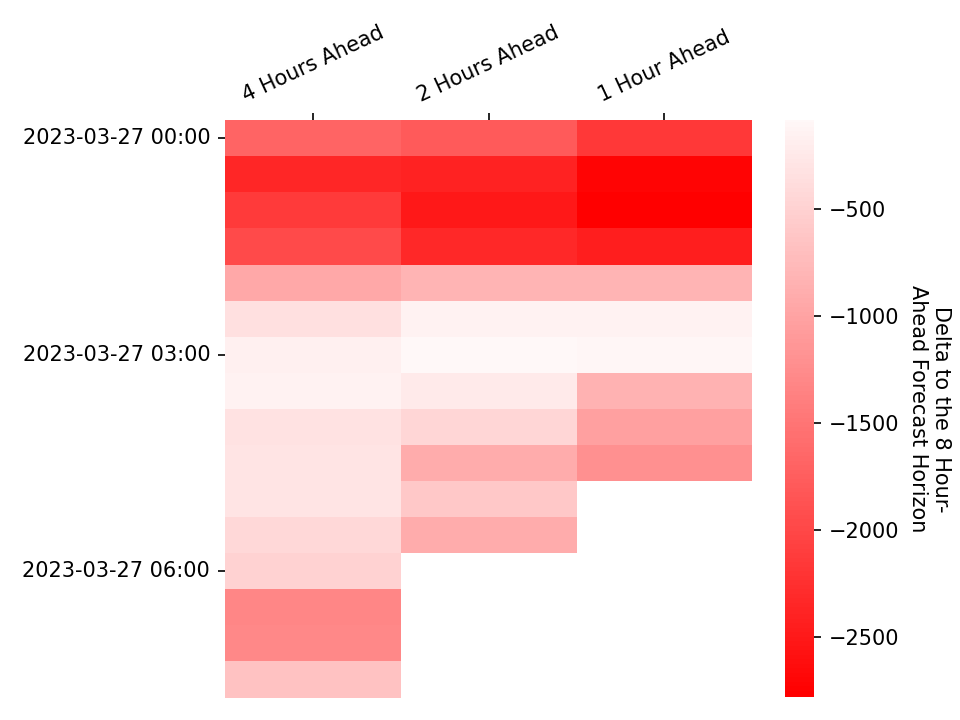 4 Hours Ahead
2 Hours Ahead
1 Hour Ahead
2023-03-27 00:00
2023-03-27 03:00
2023-03-27 06:00
−500
−1000
−1500
−2000
−2500
Delta to the 8 Hour-
Ahead Forecast Horizon